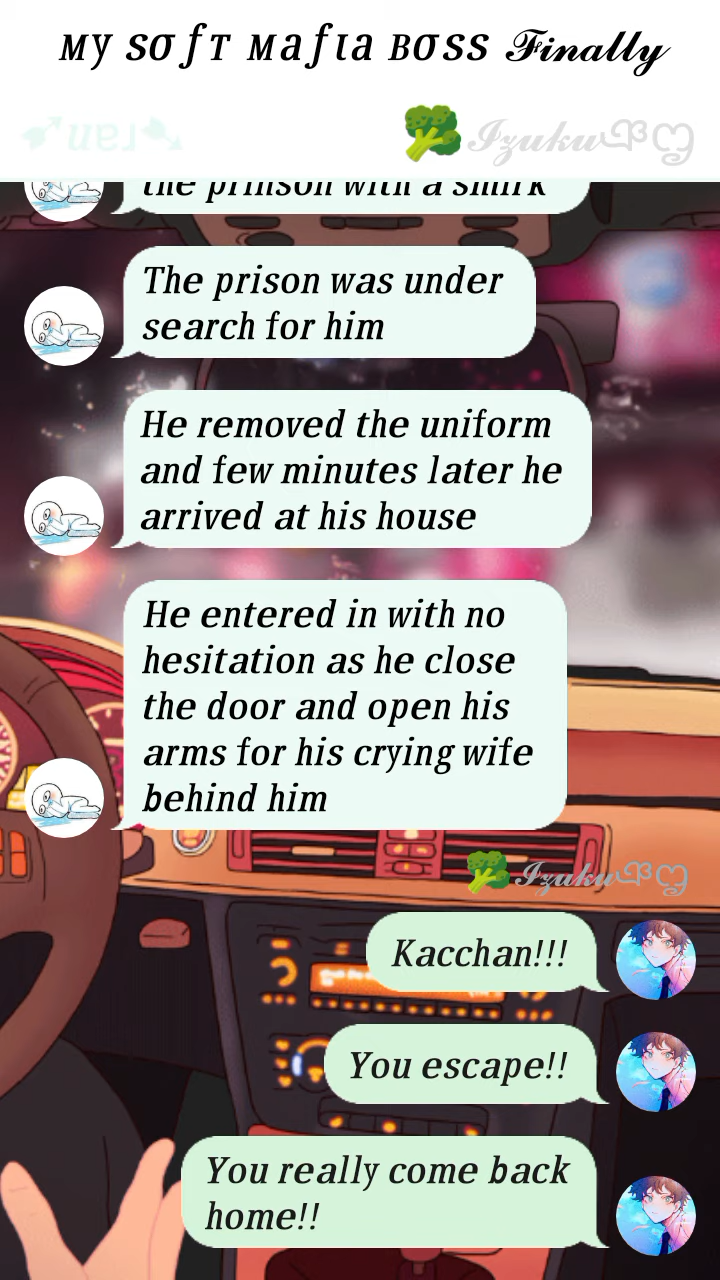 My soft Mafia Boss Finally
🥦Izukuஐღ
the prinson with a smirk
The prison was under
search for him
He removed the uniform
and few minutes later he
arrived at his house
He entered in with no
hesitation as he close
the door and open his
arms for his crying wife
behind him
🥦Izukuஐღ
Kacchan!!!
You escape!!
You really come back
home!!